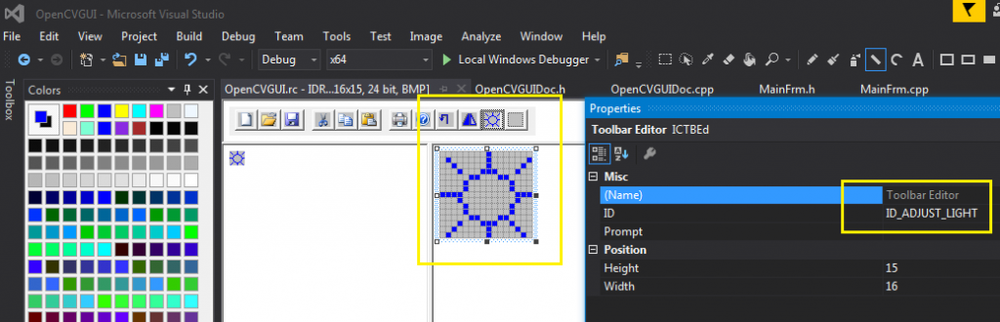 OpenCVGUI - Microsoft Visual Studio
File Edit View Project Build Debug Team Tools Test Image Analyze Window Help
Debug x64 Local Windows Debugger
Toolbox
Colors
OpenCVGUI.rc - IDR...16x15, 24 bit, BMP] OpenCVGUIDoc.h OpenCVGUIDoc.cpp MainFrm.h MainFrm.cpp
Properties
Toolbar Editor ICTBEd
Misc
(Name) Toolbar Editor
ID ID_ADJUST_LIGHT
Prompt
Position
Height 15
Width 16